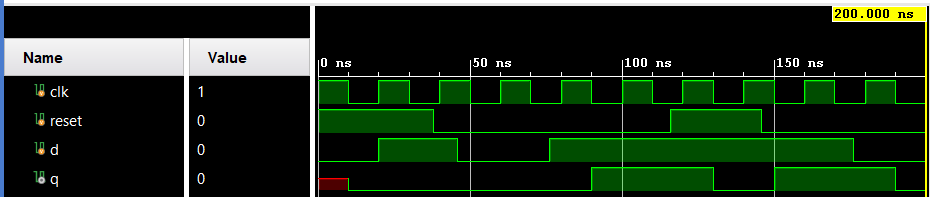 200.000 ns
Name Value
0 ns 50 ns 100 ns 150 ns
clk 1
reset 0
d 0
q 0